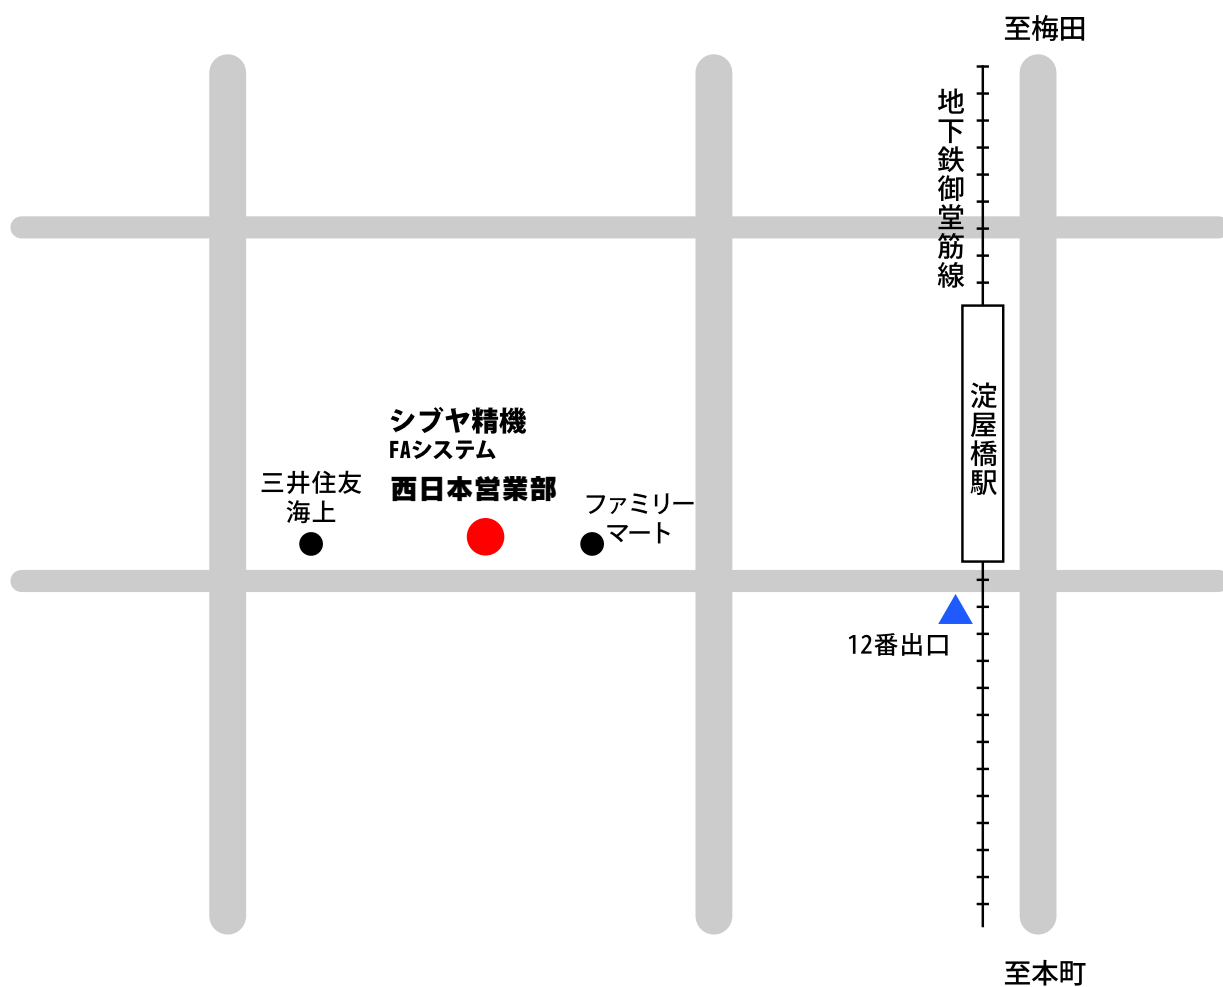 至梅田
地下鉄御堂筋線
淀屋橋駅
シブヤ精機
FAシステム
西日本営業部
三井住友
海上
ファミリー
マート
12番出口
至本町